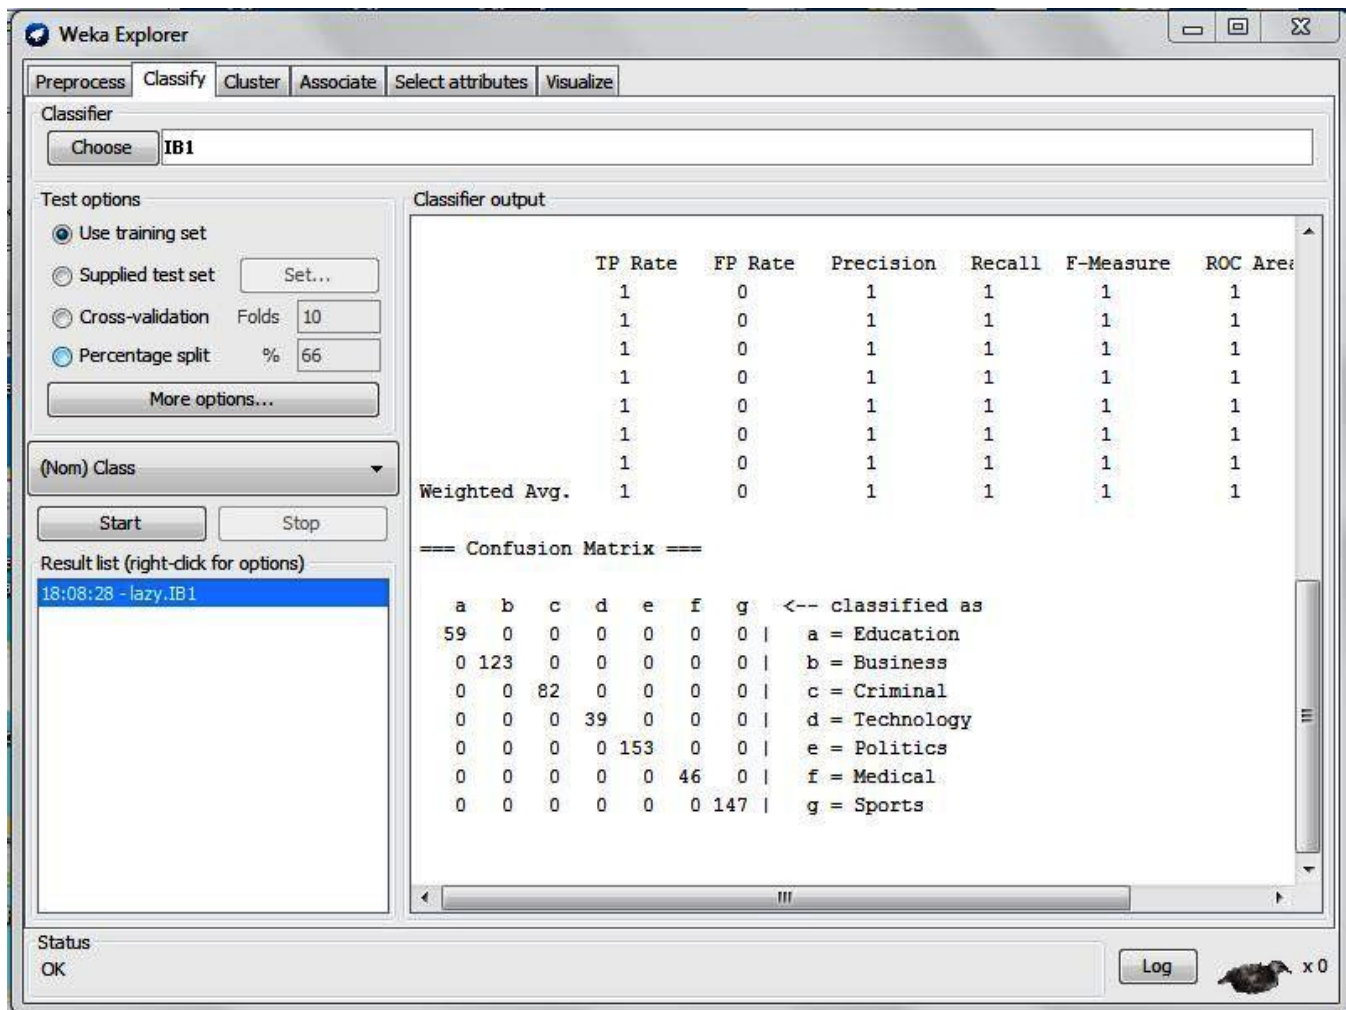 Weka Explorer
Preprocess Classify Cluster Associate Select attributes Visualize
Classifier
Choose IB1
Test options
Use training set
Supplied test set Set...
Cross-validation Folds 10
Percentage split % 66
More options...
(Nom) Class
Start Stop
Result list (right-click for options)
18:08:28 - lazy.IB1
Classifier output
TP Rate FP Rate Precision Recall F-Measure ROC Area
1 0 1 1 1 1
1 0 1 1 1 1
1 0 1 1 1 1
1 0 1 1 1 1
1 0 1 1 1 1
1 0 1 1 1 1
1 0 1 1 1 1
Weighted Avg. 1 0 1 1 1 1
=== Confusion Matrix ===
a b c d e f g <-- classified as
59 0 0 0 0 0 0 | a = Education
0 123 0 0 0 0 0 | b = Business
0 0 82 0 0 0 0 | c = Criminal
0 0 0 39 0 0 0 | d = Technology
0 0 0 0 153 0 0 | e = Politics
0 0 0 0 0 46 0 | f = Medical
0 0 0 0 0 0 147 | g = Sports
Status
OK
Log x 0